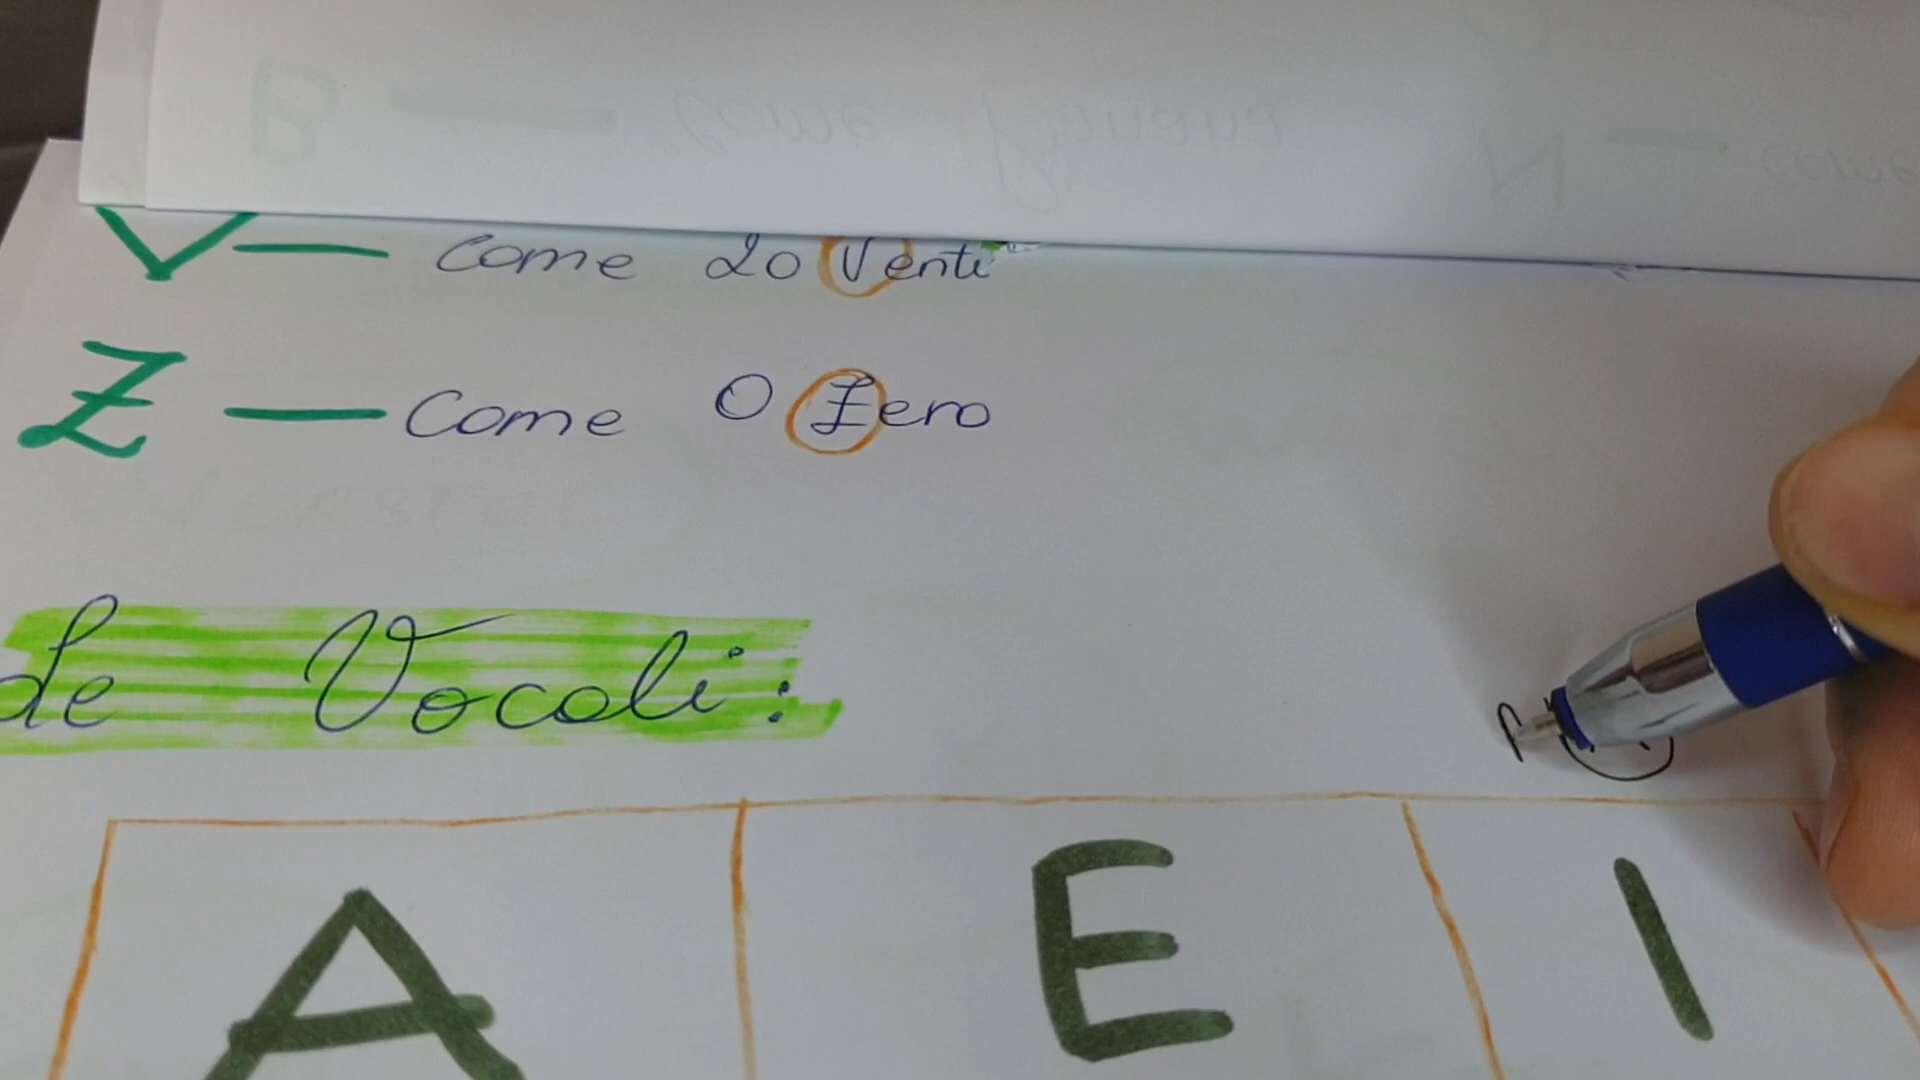 V — Come 20 Venti
Z — Come 0 Zero
Le Vocali:
A E I